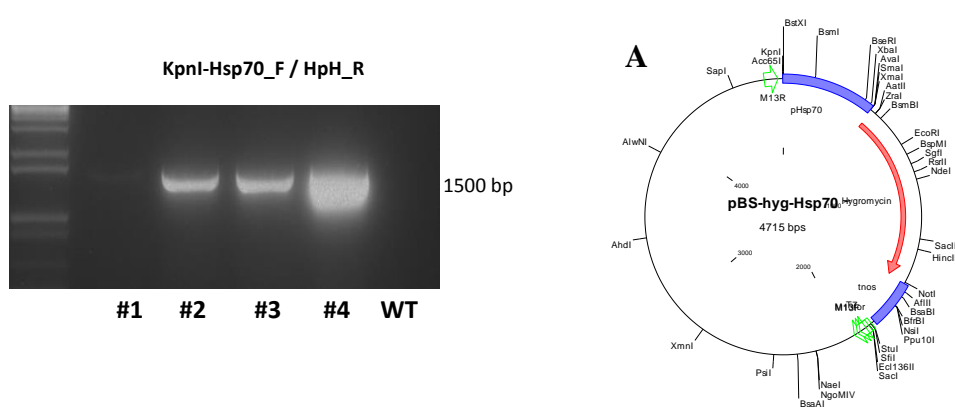 KpnI-Hsp70_F / HpH_R
1500 bp
#1 #2 #3 #4 WT
A
BstXI
BsmI
KpnI
Acc65I
SapI
M13R
pHsp70
BseRI
XbaI
AvaI
SmaI
XmaI
AatII
ZraI
BsmBI
AlwNI
EcoRI
BspMI
SgfI
RsrII
NdeI
4000
pBS-hyg-Hsp70
Hygromycin
4715 bps
AhdI
3000
2000
SacII
HincII
tnos
NotI
AflII
BsaBI
BfrBI
NsiI
Ppu10I
M13F
StuI
SfiI
Ecl136II
SacI
XmnI
PsiI
NaeI
NgoMIV
BsaAI